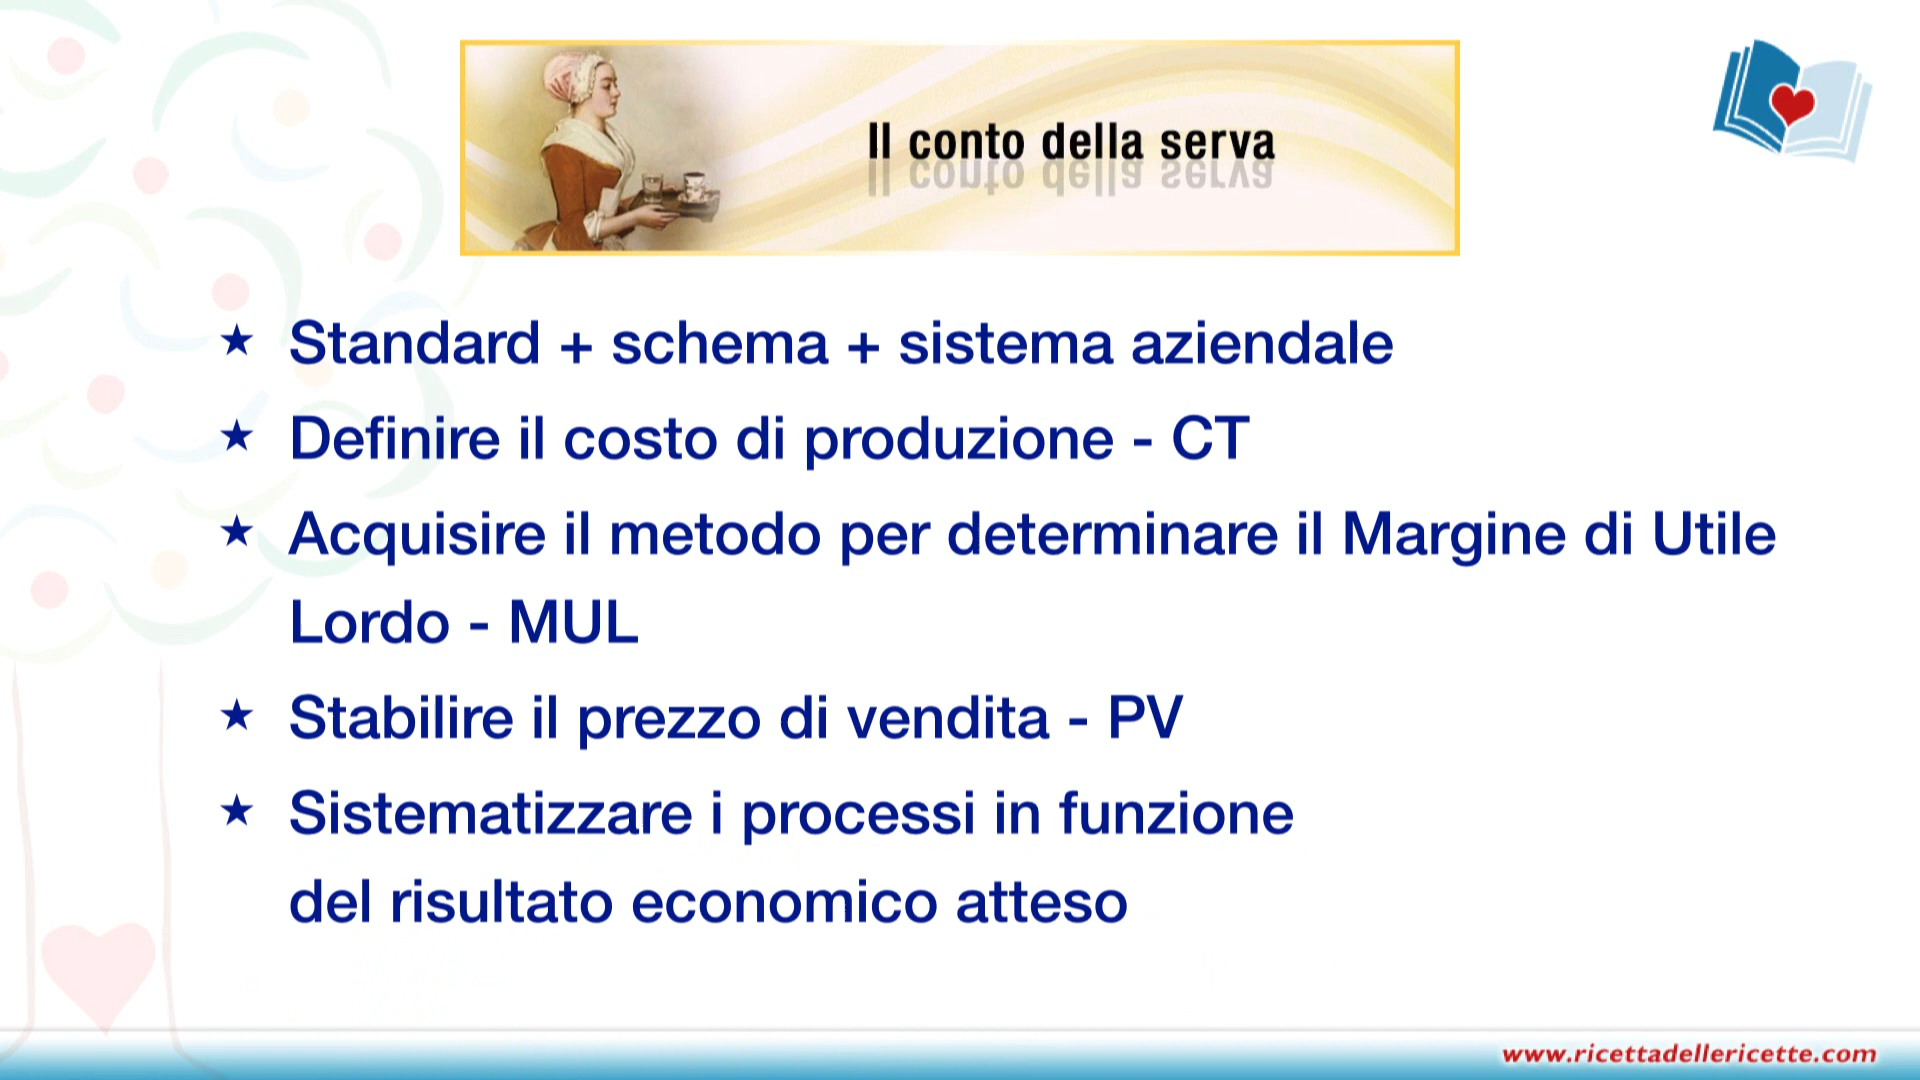 Il conto della serva
★ Standard + schema + sistema aziendale
★ Definire il costo di produzione - CT
★ Acquisire il metodo per determinare il Margine di Utile
Lordo - MUL
★ Stabilire il prezzo di vendita - PV
★ Sistematizzare i processi in funzione
del risultato economico atteso
www.ricettadellericette.com